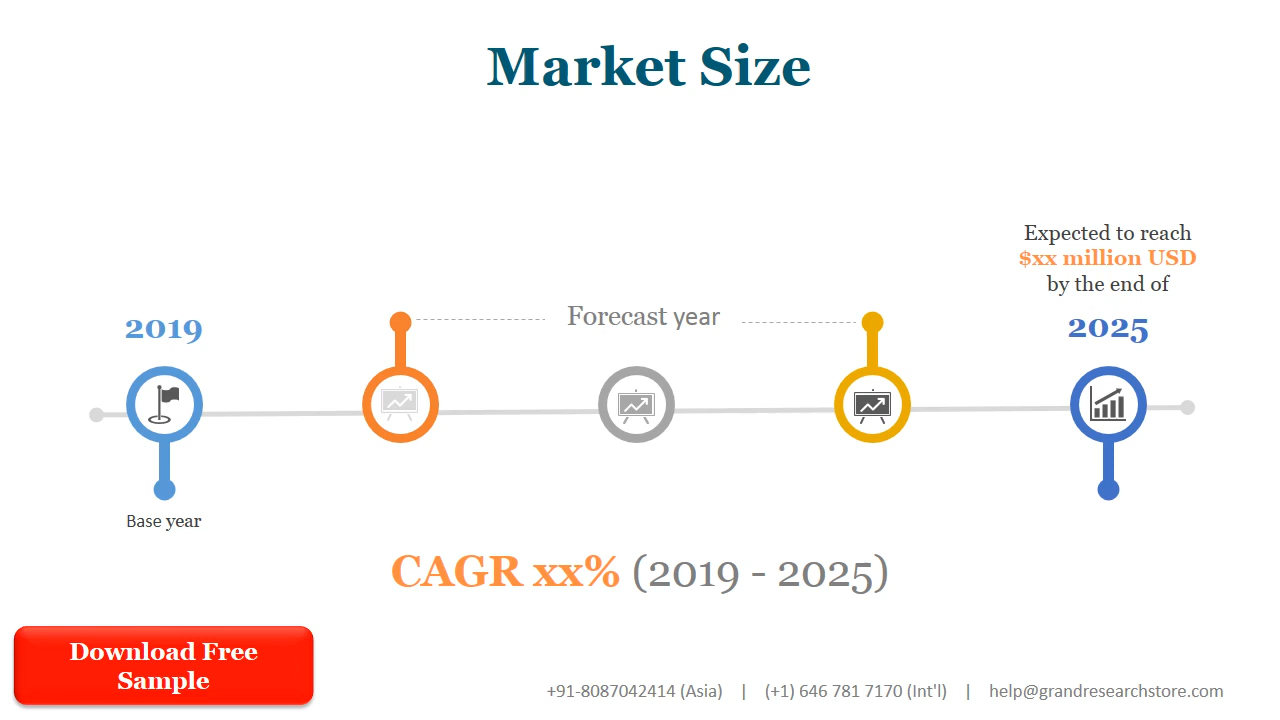 Market Size
Expected to reach
$xx million USD
by the end of
2019
Forecast year
2025
Base year
CAGR xx% (2019 - 2025)
Download Free
Sample
+91-8087042414 (Asia) | (+1) 646 781 7170 (Int'l) | help@grandresearchstore.com